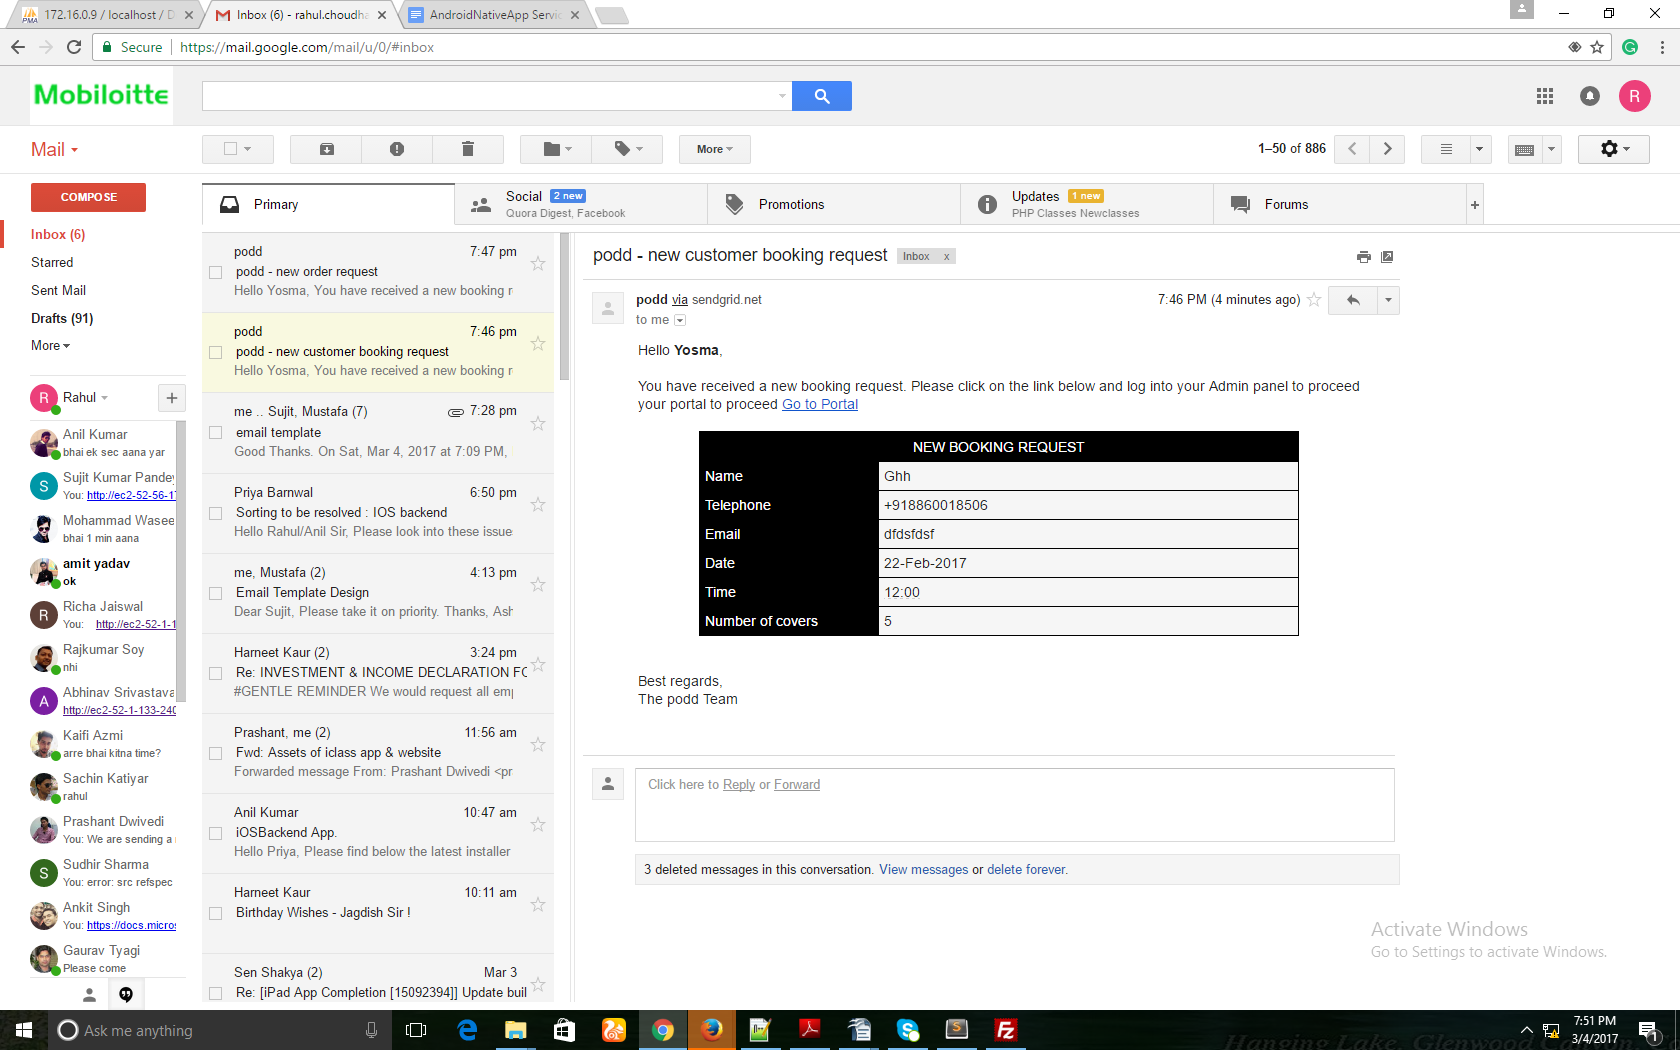 172.16.0.9 / localhost / D
Inbox (6) - rahul.choudha
AndroidNativeApp Servic
Secure
https://mail.google.com/mail/u/0/#inbox
Mobiloitte
R
Mail
More
1–50 of 886
COMPOSE
Primary
Social 2 new
Quora Digest, Facebook
Promotions
Updates 1 new
PHP Classes Newclasses
Forums
+
Inbox (6)
Starred
Sent Mail
Drafts (91)
More
R Rahul
+
Anil Kumar
bhai ek sec aana yar
S Sujit Kumar Pandey
You: http://ec2-52-56-17
Mohammad Wasee
bhai 1 min aana
amit yadav
ok
R Richa Jaiswal
You: http://ec2-52-1-1
Rajkumar Soy
nhi
A Abhinav Srivastava
http://ec2-52-1-133-240
Kaifi Azmi
arre bhai kitna time?
Sachin Katiyar
rahul
Prashant Dwivedi
You: We are sending a
S Sudhir Sharma
You: error: src refspec
Ankit Singh
You: https://docs.micros
Gaurav Tyagi
Please come
podd 7:47 pm
podd - new order request
Hello Yosma, You have received a new booking r
podd 7:46 pm
podd - new customer booking request
Hello Yosma, You have received a new booking r
me .. Sujit, Mustafa (7) 7:28 pm
email template
Good Thanks. On Sat, Mar 4, 2017 at 7:09 PM,
Priya Barnwal 6:50 pm
Sorting to be resolved : IOS backend
Hello Rahul/Anil Sir, Please look into these issue
me, Mustafa (2) 4:13 pm
Email Template Design
Dear Sujit, Please take it on priority. Thanks, Ash
Harneet Kaur (2) 3:24 pm
Re: INVESTMENT & INCOME DECLARATION FO
#GENTLE REMINDER We would request all emp
Prashant, me (2) 11:56 am
Fwd: Assets of iclass app & website
Forwarded message From: Prashant Dwivedi <pr
Anil Kumar 10:47 am
iOSBackend App.
Hello Priya, Please find below the latest installer
Harneet Kaur 10:11 am
Birthday Wishes - Jagdish Sir !
Sen Shakya (2) Mar 3
Re: [iPad App Completion [15092394]] Update buil
podd - new customer booking request Inbox x
podd via sendgrid.net 7:46 PM (4 minutes ago)
to me
Hello Yosma,
You have received a new booking request. Please click on the link below and log into your Admin panel to proceed
your portal to proceed Go to Portal
NEW BOOKING REQUEST
Name Ghh
Telephone +918860018506
Email dfdsfdsf
Date 22-Feb-2017
Time 12:00
Number of covers 5
Best regards,
The podd Team
Click here to Reply or Forward
3 deleted messages in this conversation. View messages or delete forever.
Activate Windows
Go to Settings to activate Windows.
Ask me anything
7:51 PM
3/4/2017
1